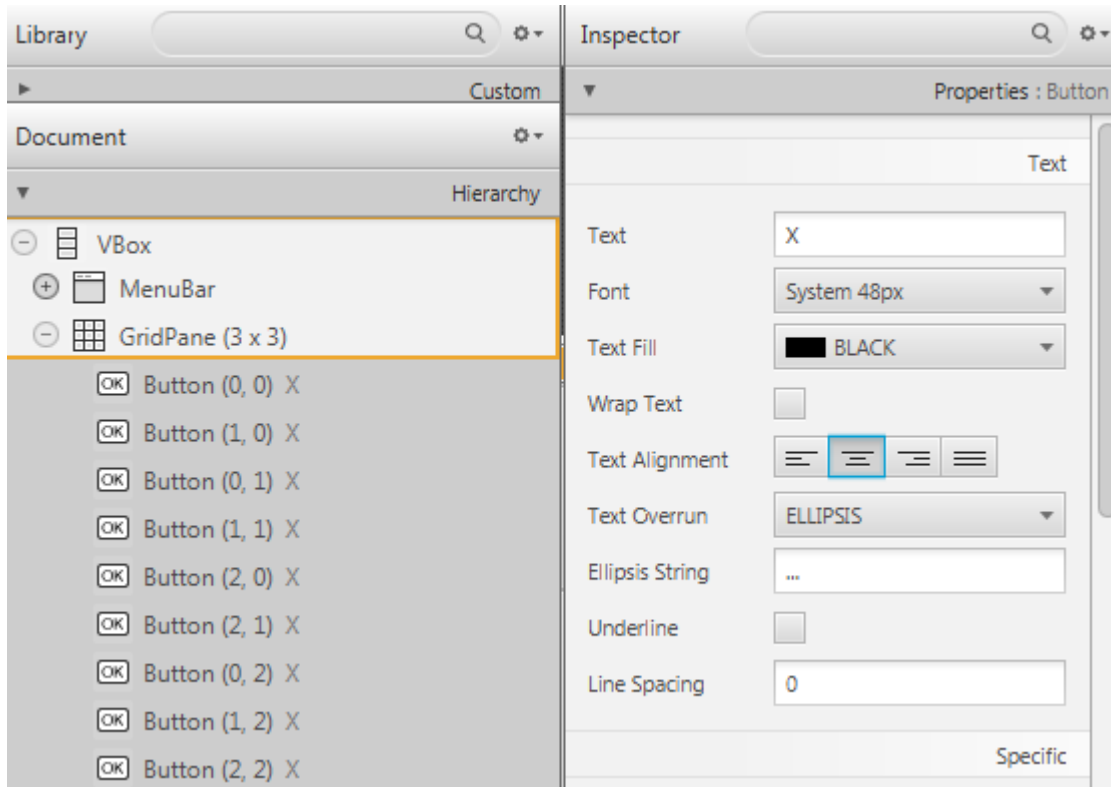 Library
Custom
Document
Hierarchy
VBox
MenuBar
GridPane (3 x 3)
OK Button (0, 0) X
OK Button (1, 0) X
OK Button (0, 1) X
OK Button (1, 1) X
OK Button (2, 0) X
OK Button (2, 1) X
OK Button (0, 2) X
OK Button (1, 2) X
OK Button (2, 2) X
Inspector
Properties : Button
Text
Text X
Font System 48px
Text Fill BLACK
Wrap Text
Text Alignment
Text Overrun ELLIPSIS
Ellipsis String ...
Underline
Line Spacing 0
Specific